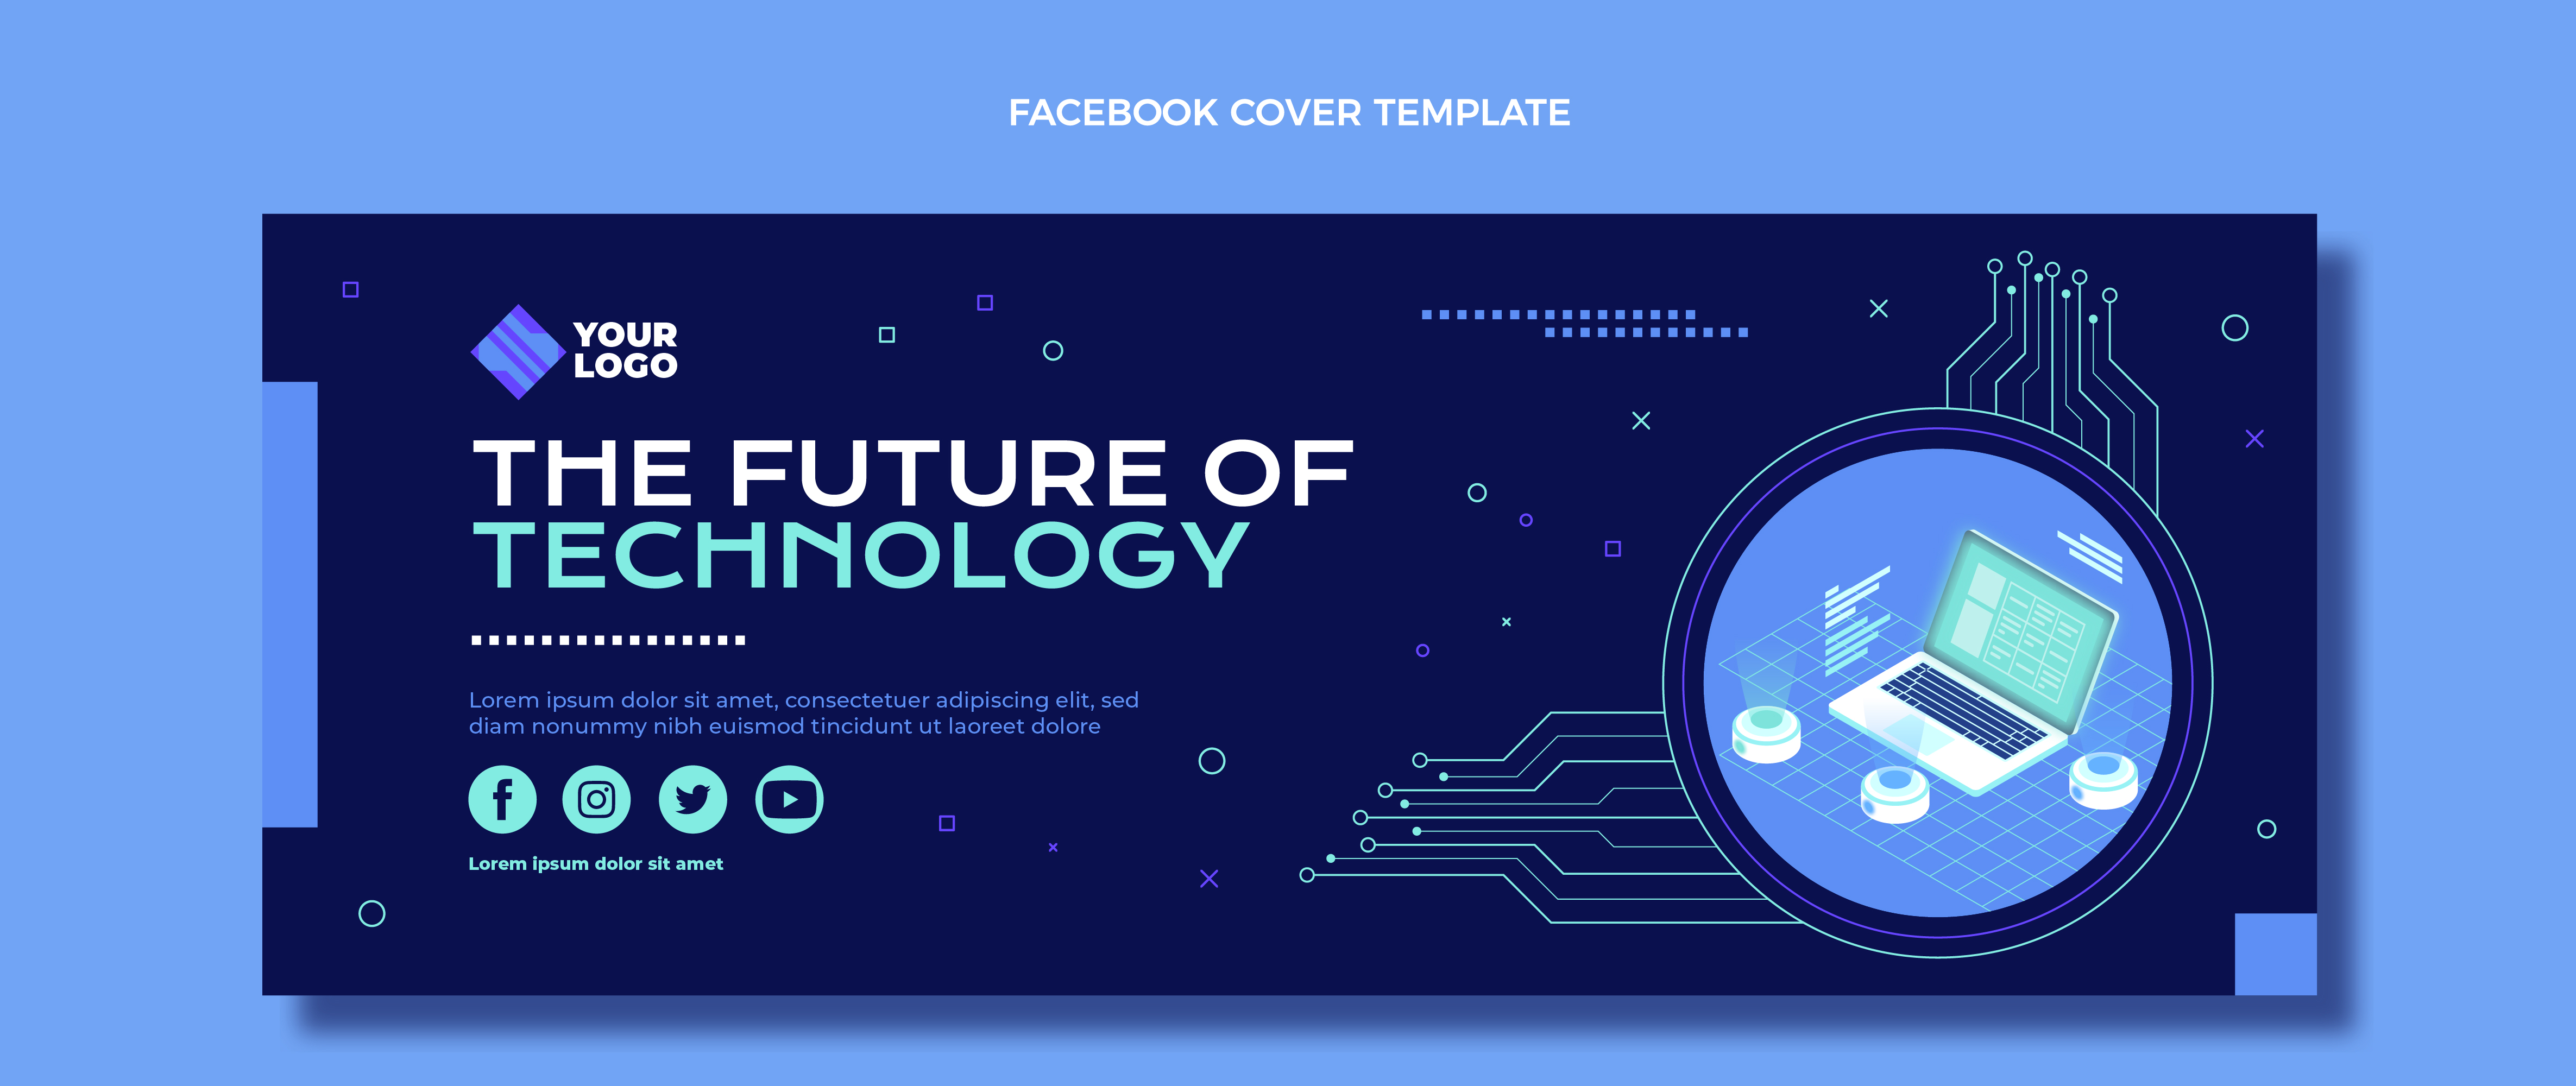 FACEBOOK COVER TEMPLATE
YOUR
LOGO
THE FUTURE OF
TECHNOLOGY
Lorem ipsum dolor sit amet, consectetuer adipiscing elit, sed
diam nonummy nibh euismod tincidunt ut laoreet dolore
Lorem ipsum dolor sit amet